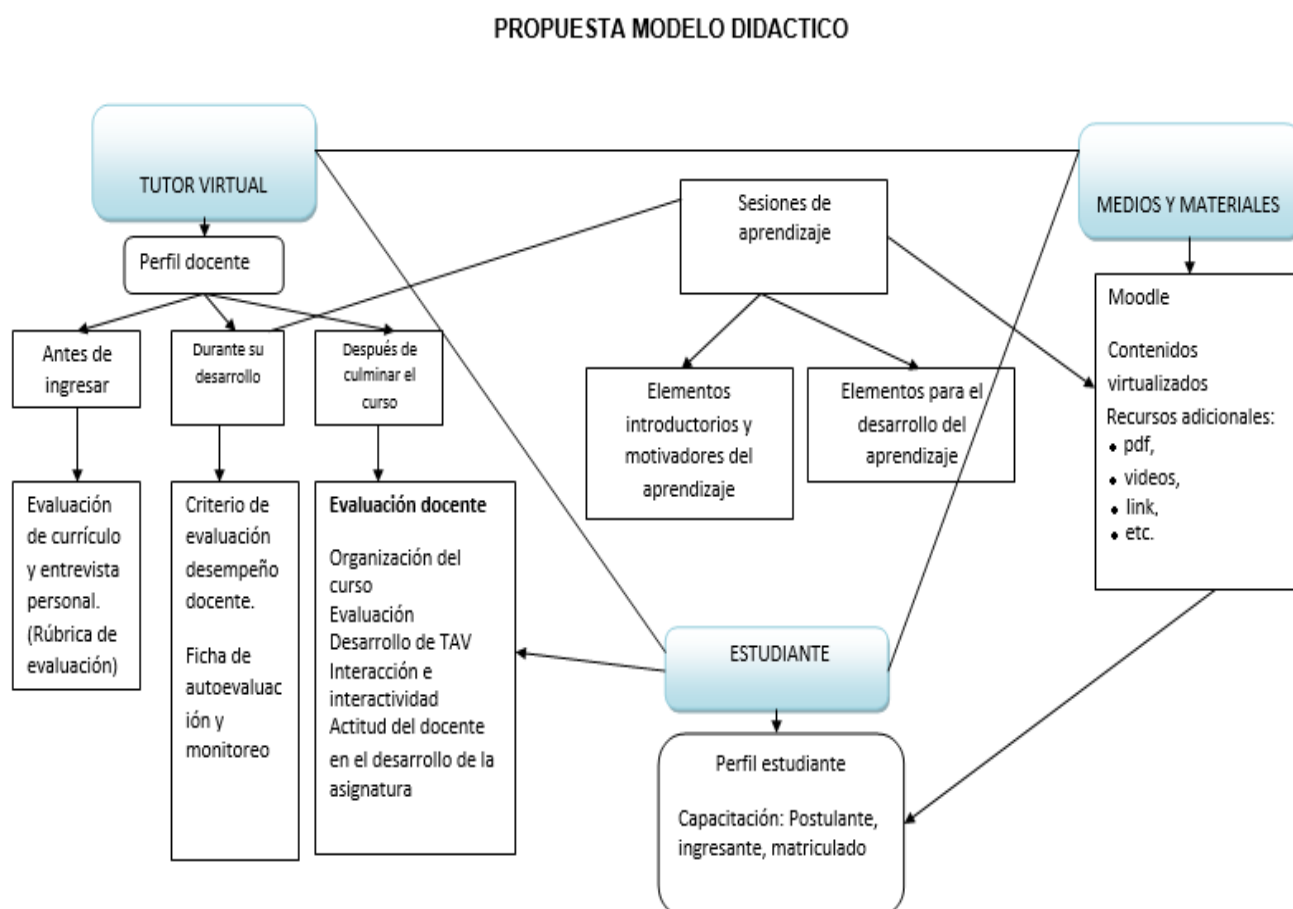 PROPUESTA MODELO DIDACTICO
TUTOR VIRTUAL
Perfil docente
Antes de
ingresar
Durante su
desarrollo
Después de
culminar el
curso
Evaluación
de currículo
y entrevista
personal.
(Rúbrica de
evaluación)
Criterio de
evaluación
desempeño
docente.
Ficha de
autoevaluac
ión y
monitoreo
Evaluación docente
Organización del
curso
Evaluación
Desarrollo de TAV
Interacción e
interactividad
Actitud del docente
en el desarrollo de la
asignatura
Sesiones de
aprendizaje
Elementos
introductorios y
motivadores del
aprendizaje
Elementos para el
desarrollo del
aprendizaje
MEDIOS Y MATERIALES
Moodle
Contenidos
virtualizados
Recursos adicionales:
• pdf,
• videos,
• link,
• etc.
ESTUDIANTE
Perfil estudiante
Capacitación: Postulante,
ingresante, matriculado